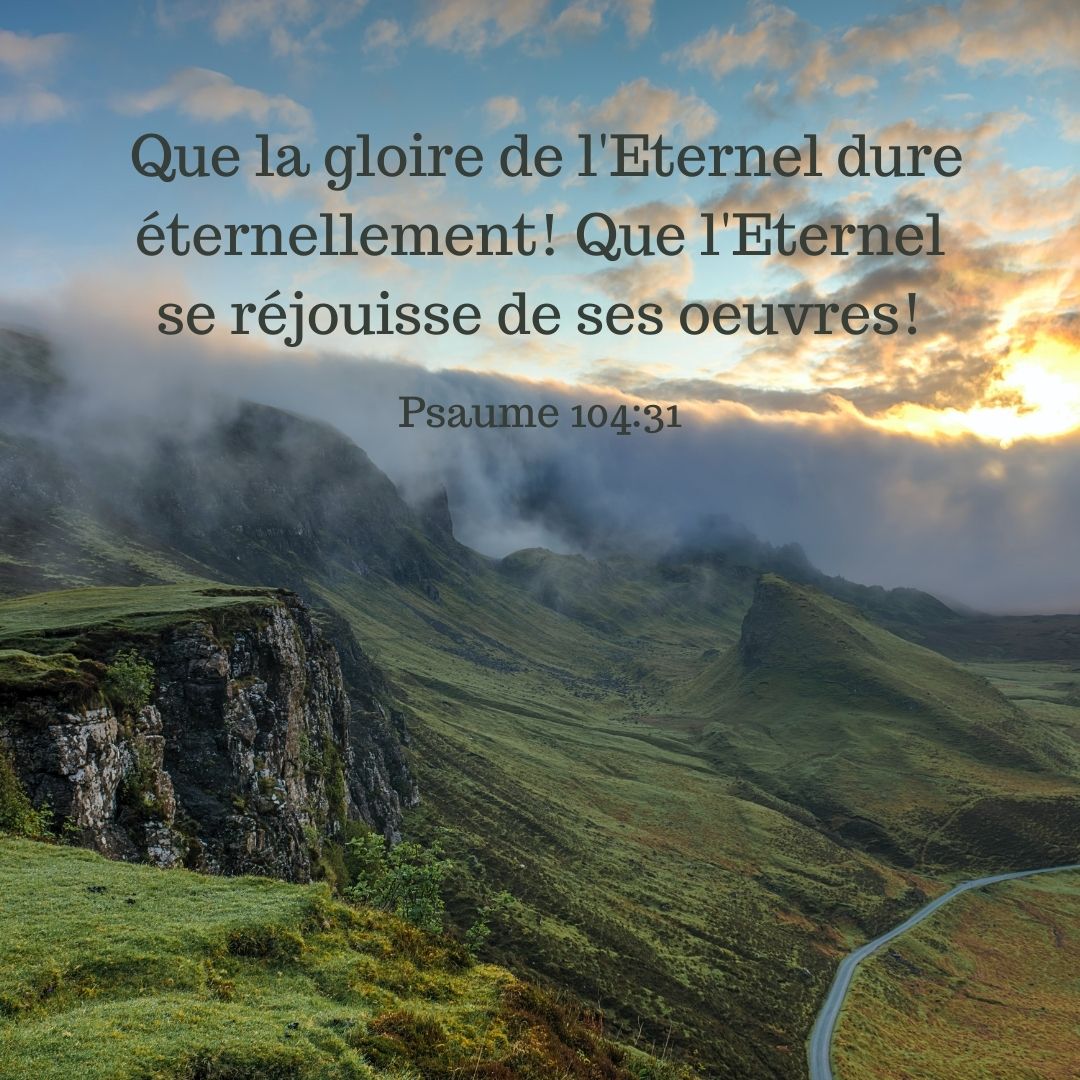 Que la gloire de l'Eternel dure
éternellement! Que l'Eternel
se réjouisse de ses oeuvres!
Psaume 104:31